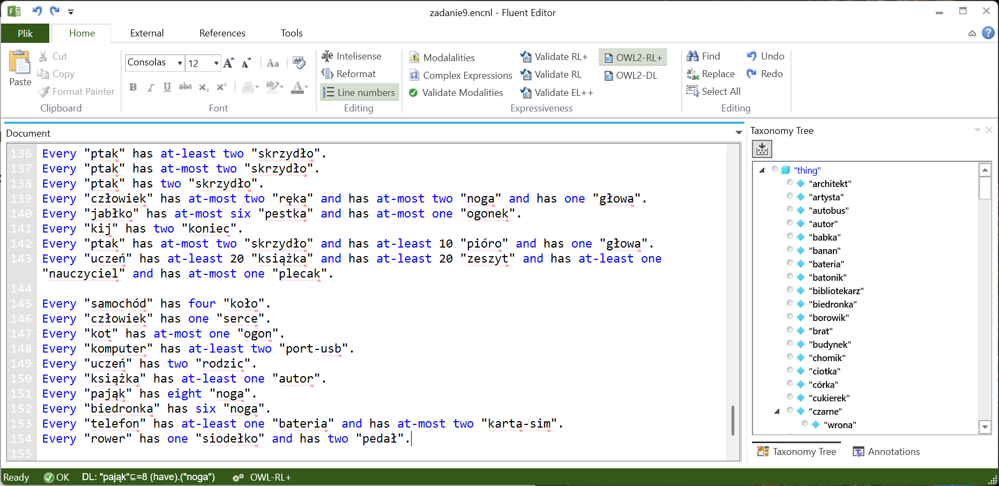 zadanie9.encnl - Fluent Editor
Plik Home External References Tools
Paste
Cut
Copy
Format Painter
Clipboard
Consolas 12
Font
Intelisense
Reformat
Line numbers
Editing
Modalalities
Complex Expressions
Validate Modalities
Validate RL+
Validate RL
Validate EL++
OWL2-RL+
OWL2-DL
Expressiveness
Find
Replace
Select All
Undo
Redo
Editing
Document
136 Every "ptak" has at-least two "skrzydło".
137 Every "ptak" has at-most two "skrzydło".
138 Every "ptak" has two "skrzydło".
139 Every "człowiek" has at-most two "ręka" and has at-most two "noga" and has one "głowa".
140 Every "jabłko" has at-most six "pestka" and has at-most one "ogonek".
141 Every "kij" has two "koniec".
142 Every "ptak" has at-most two "skrzydło" and has at-least 10 "pióro" and has one "głowa".
143 Every "uczeń" has at-least 20 "książka" and has at-least 20 "zeszyt" and has at-least one
"nauczyciel" and has at-most one "plecak".
144
145 Every "samochód" has four "koło".
146 Every "człowiek" has one "serce".
147 Every "kot" has at-most one "ogon".
148 Every "komputer" has at-least two "port-usb".
149 Every "uczeń" has two "rodzic".
150 Every "książka" has at-least one "autor".
151 Every "pająk" has eight "noga".
152 Every "biedronka" has six "noga".
153 Every "telefon" has at-least one "bateria" and has at-most two "karta-sim".
154 Every "rower" has one "siodełko" and has two "pedał".
155
Taxonomy Tree
"thing"
"architekt"
"artysta"
"autobus"
"autor"
"babka"
"banan"
"bateria"
"batonik"
"bibliotekarz"
"biedronka"
"borowik"
"brat"
"budynek"
"chomik"
"ciotka"
"córka"
"cukierek"
"czarne"
"wrona"
Taxonomy Tree Annotations
Ready OK DL: "pająk"⊑=8 (have).("noga") OWL-RL+